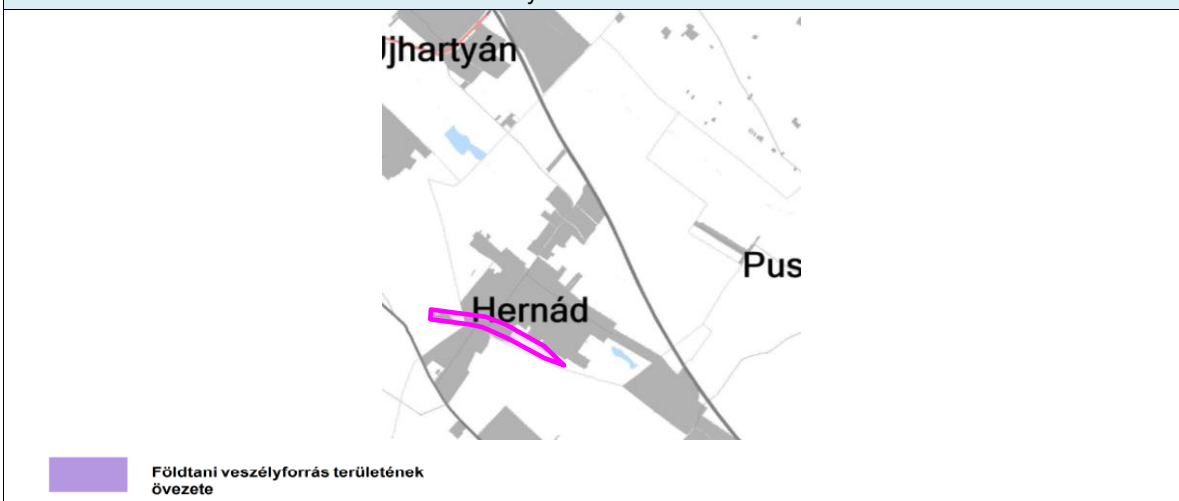 jhartyán
Pus
Hernád
Földtani veszélyforrás területének
övezete